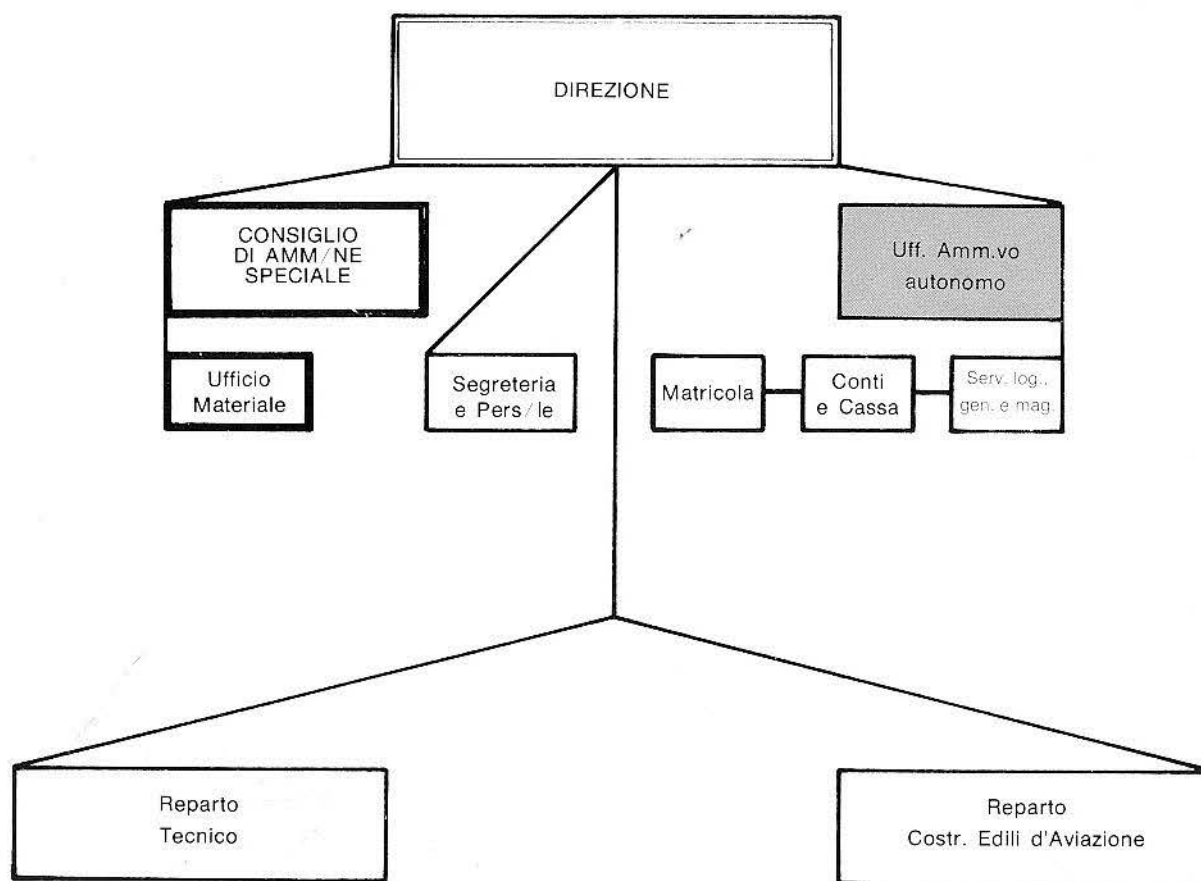 DIREZIONE
CONSIGLIO
DI AMM/NE
SPECIALE
Uff. Amm.vo
autonomo
Ufficio
Materiale
Segreteria
e Pers/le
Matricola
Conti
e Cassa
Serv. log.,
gen. e mag.
Reparto
Tecnico
Reparto
Costr. Edili d'Aviazione